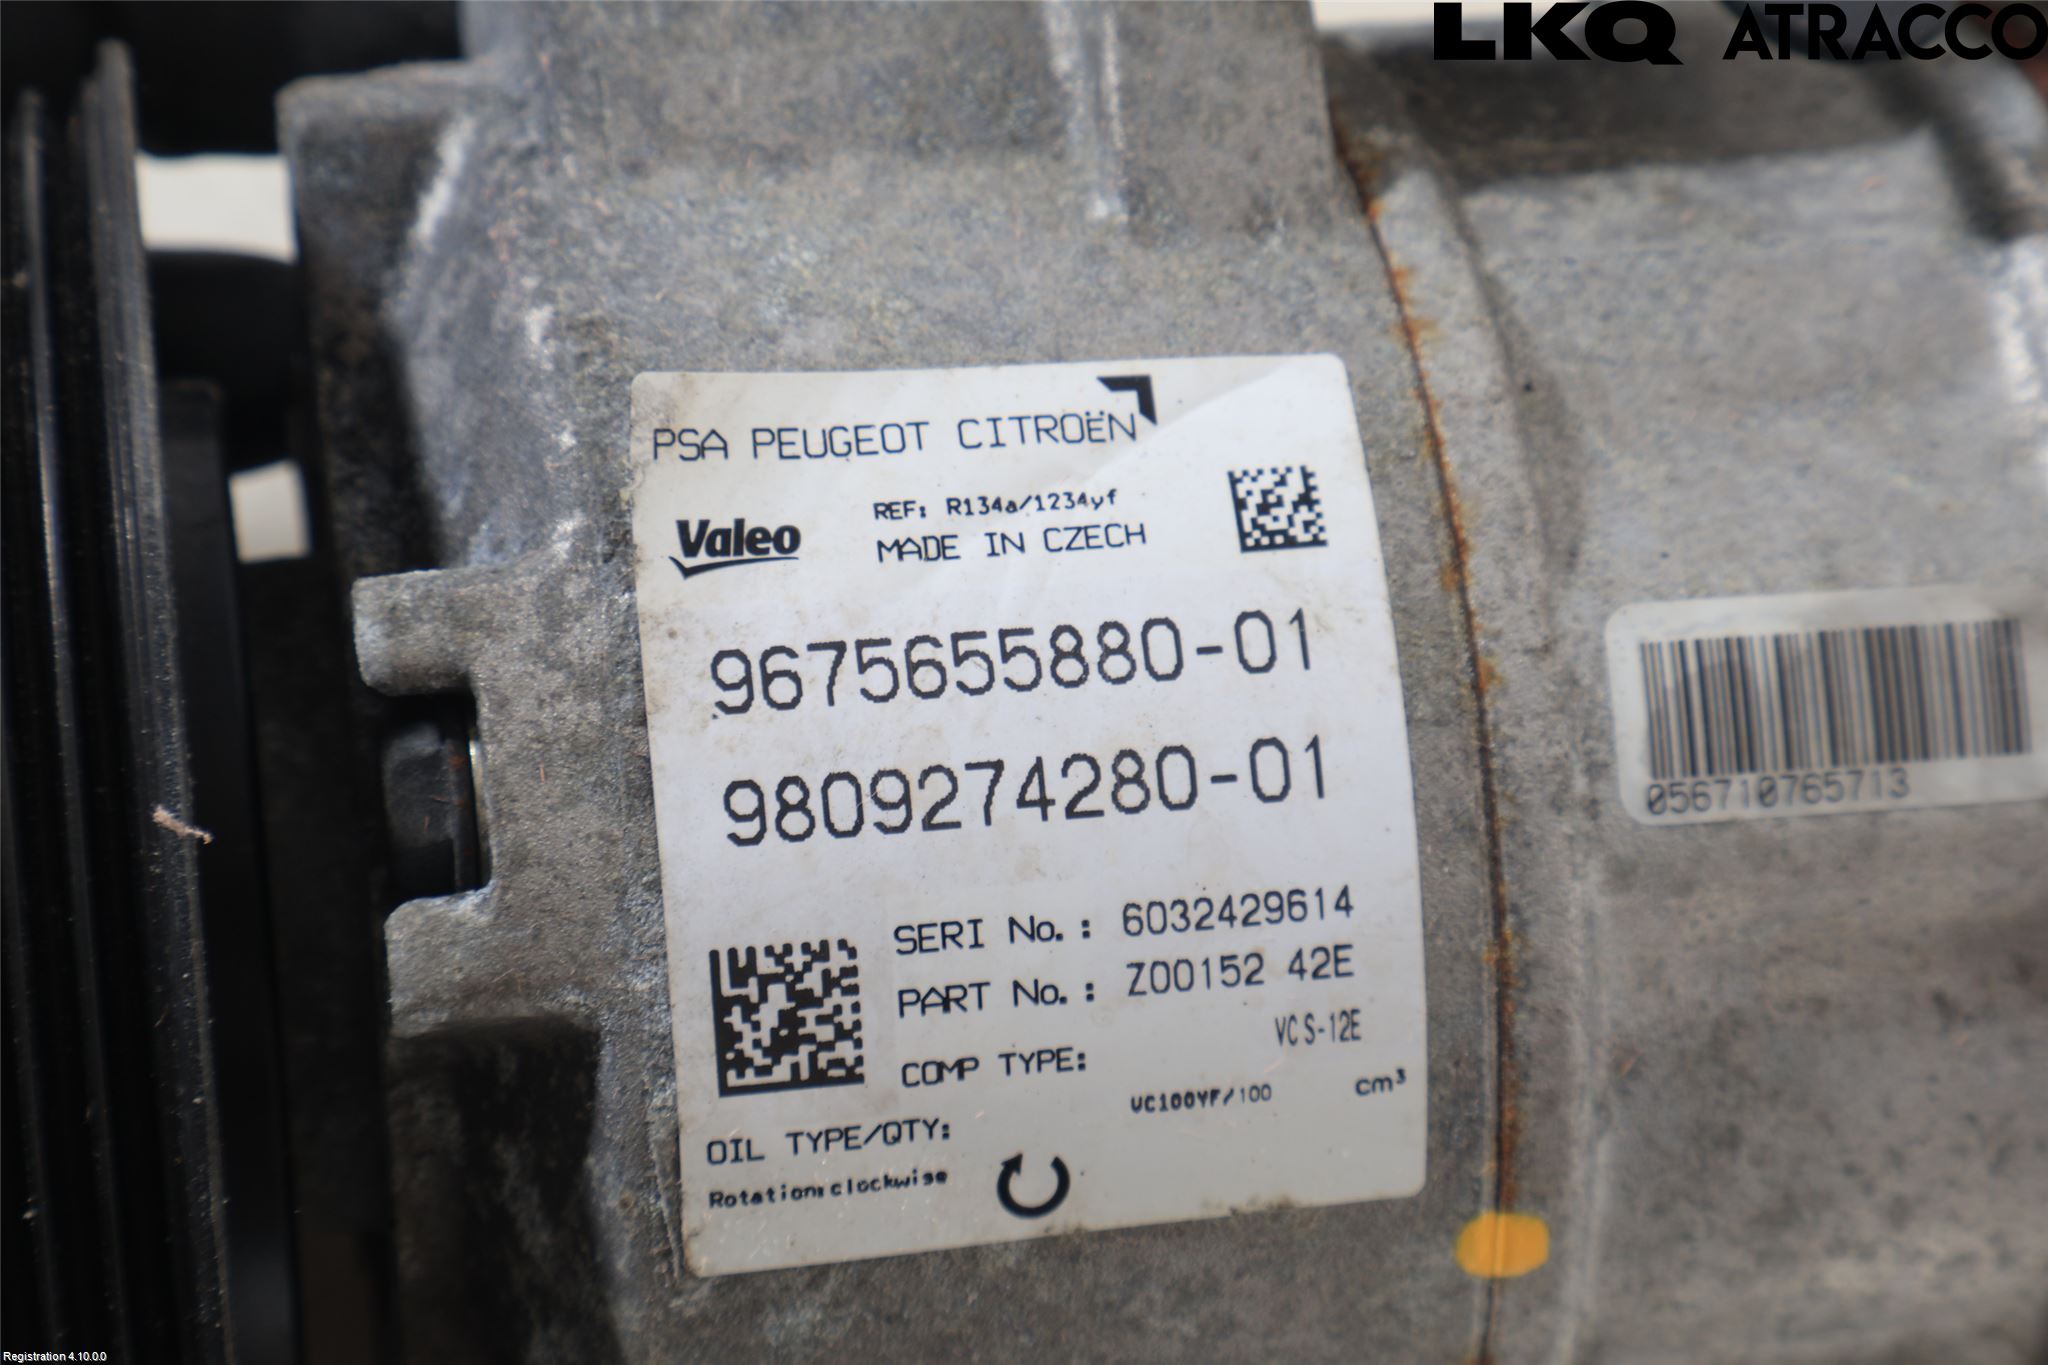 LKQ ATRACCO
PSA PEUGEOT CITROËN
REF: R134a/1234yf
Valeo
MADE IN CZECH
9675655880-01
9809274280-01
056710765713
SERI No.: 6032429614
PART No.: Z00152 42E
COMP TYPE: VCS-12E
OIL TYPE/QTY: VC100YF/100 cm³
Rotation:clockwise
Registration 4.10.0.0